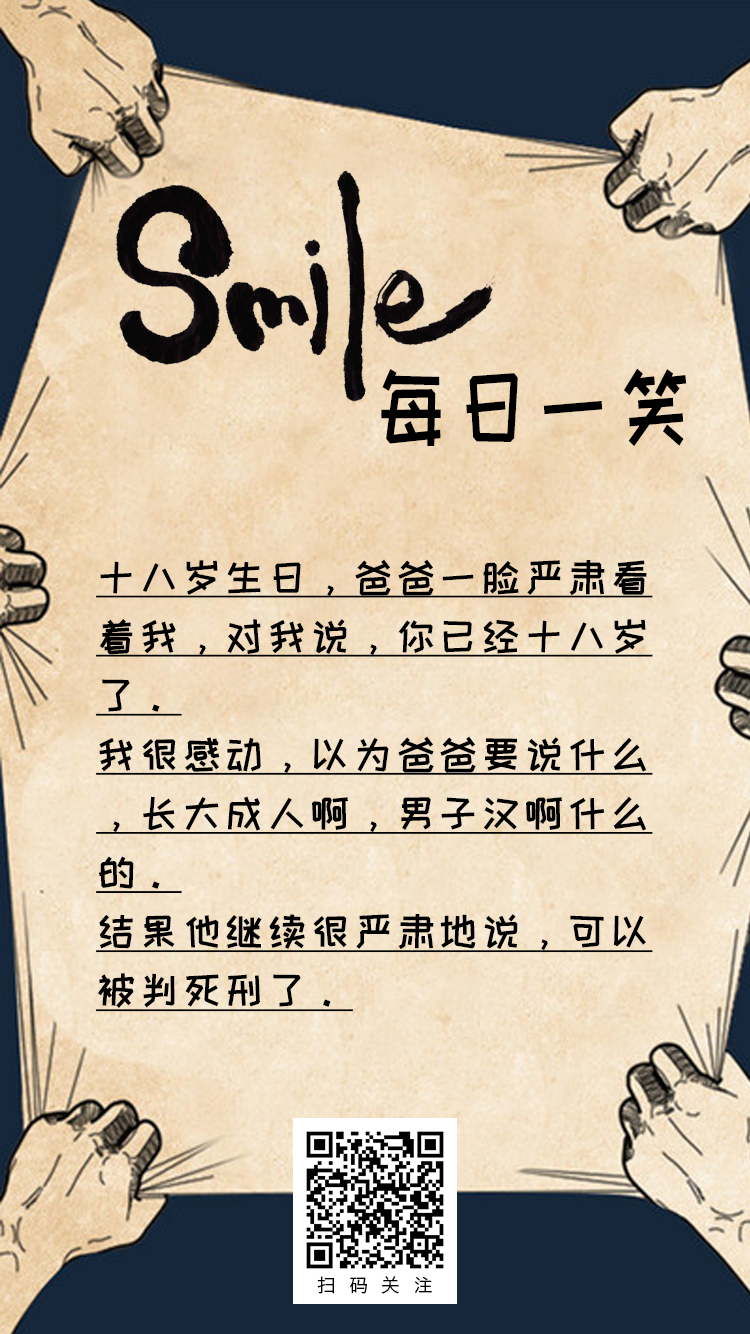 Smile
每日一笑
十八岁生日，爸爸一脸严肃看
着我，对我说，你已经十八岁
了．
我很感动，以为爸爸要说什么
，长大成人啊，男子汉啊什么
的．
结果他继续很严肃地说，可以
被判死刑了．
扫码关注